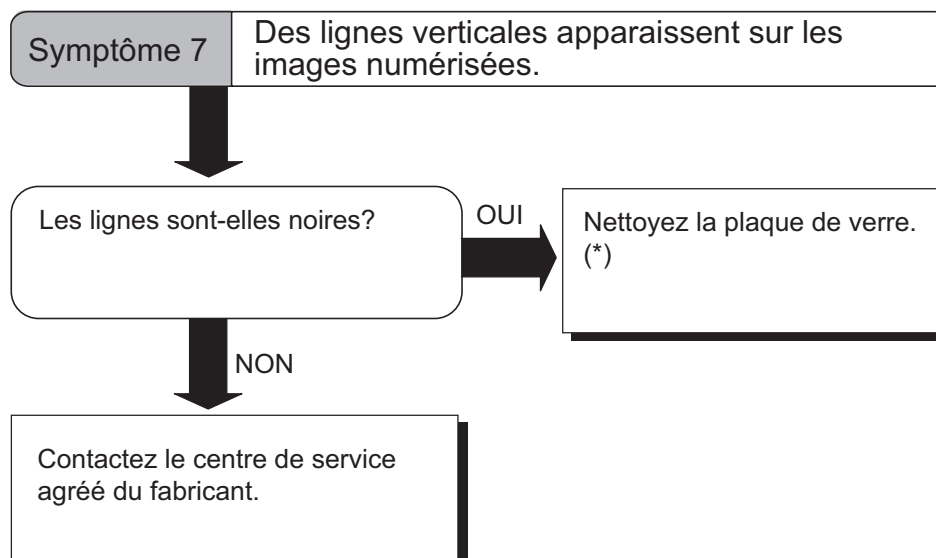 Symptôme 7
Des lignes verticales apparaissent sur les
images numérisées.
Les lignes sont-elles noires?
OUI
Nettoyez la plaque de verre.
(*)
NON
Contactez le centre de service
agréé du fabricant.